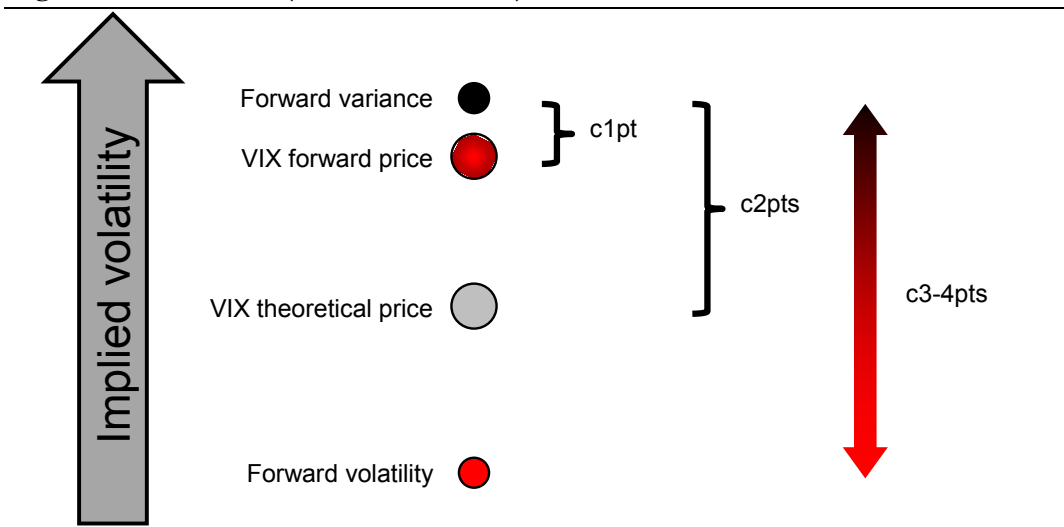 Implied volatility
Forward variance
VIX forward price
VIX theoretical price
Forward volatility
c1pt
c2pts
c3-4pts